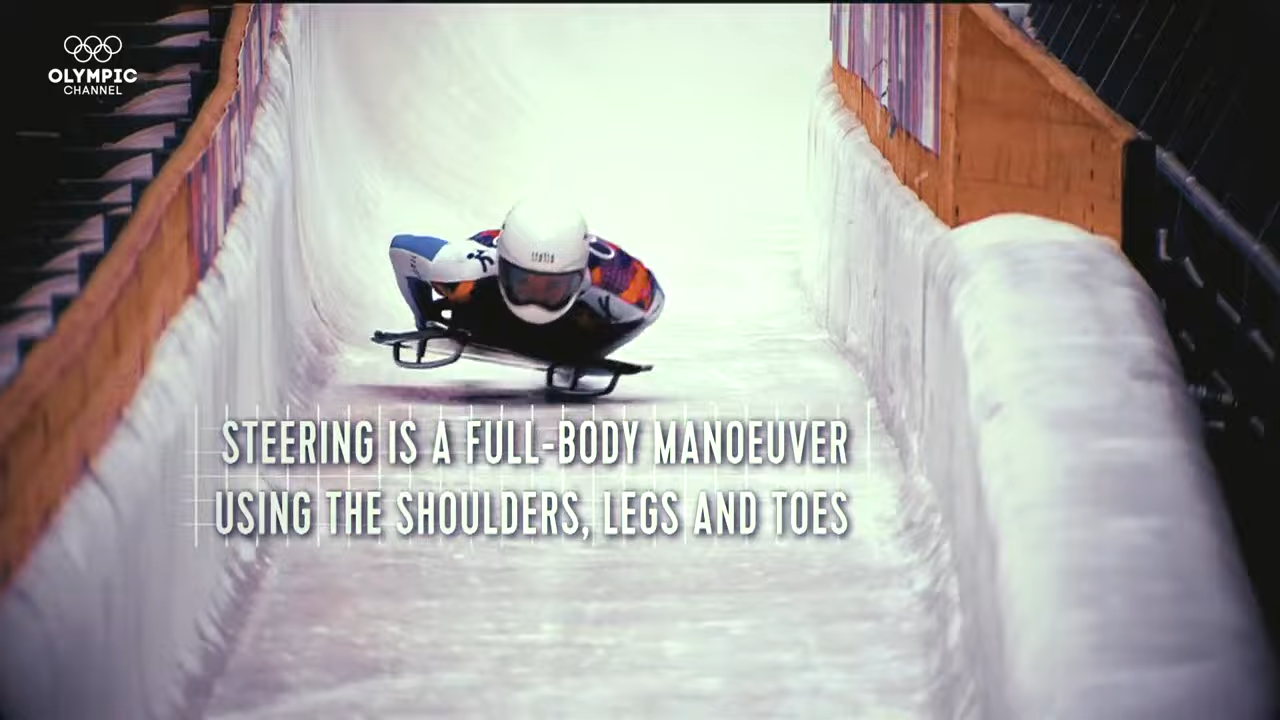 OLYMPIC
CHANNEL
STEERING IS A FULL-BODY MANOEUVER
USING THE SHOULDERS, LEGS AND TOES